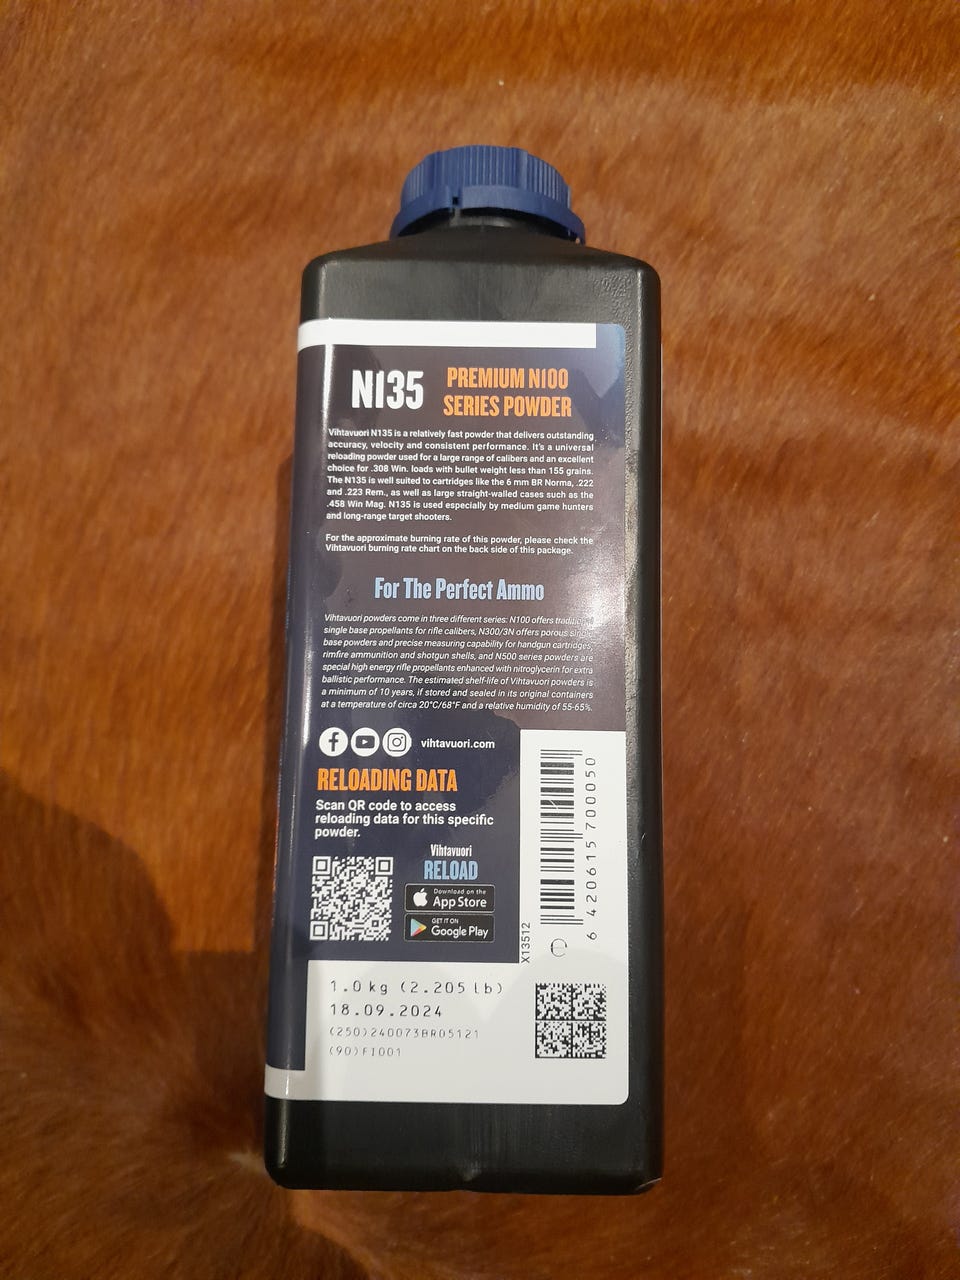 N135
PREMIUM N100
SERIES POWDER
Vihtavuori N135 is a relatively fast powder that delivers outstanding
accuracy, velocity and consistent performance. It's a universal
reloading powder used for a large range of calibers and an excellent
choice for .308 Win. loads with bullet weight less than 155 grains.
The N135 is well suited to cartridges like the 6 mm BR Norma, .222
and .223 Rem., as well as large straight-walled cases such as the
.458 Win Mag. N135 is used especially by medium game hunters
and long-range target shooters.
For the approximate burning rate of this powder, please check the
Vihtavuori burning rate chart on the back side of this package.
For The Perfect Ammo
Vihtavuori powders come in three different series: N100 offers traditional
single base propellants for rifle calibers, N300/3N offers porous single
base powders and precise measuring capability for handgun cartridges,
rimfire ammunition and shotgun shells, and N500 series powders are
special high energy rifle propellants enhanced with nitroglycerin for extra
ballistic performance. The estimated shelf-life of Vihtavuori powders is
a minimum of 10 years, if stored and sealed in its original containers
at a temperature of circa 20°C/68°F and a relative humidity of 55-65%.
vihtavuori.com
RELOADING DATA
Scan QR code to access
reloading data for this specific
powder.
Vihtavuori
RELOAD
Download on the
App Store
GET IT ON
Google Play
X13512
6 420615 700050
e
1.0 kg (2.205 lb)
18.09.2024
(250)240073BR05121
(90)FI001